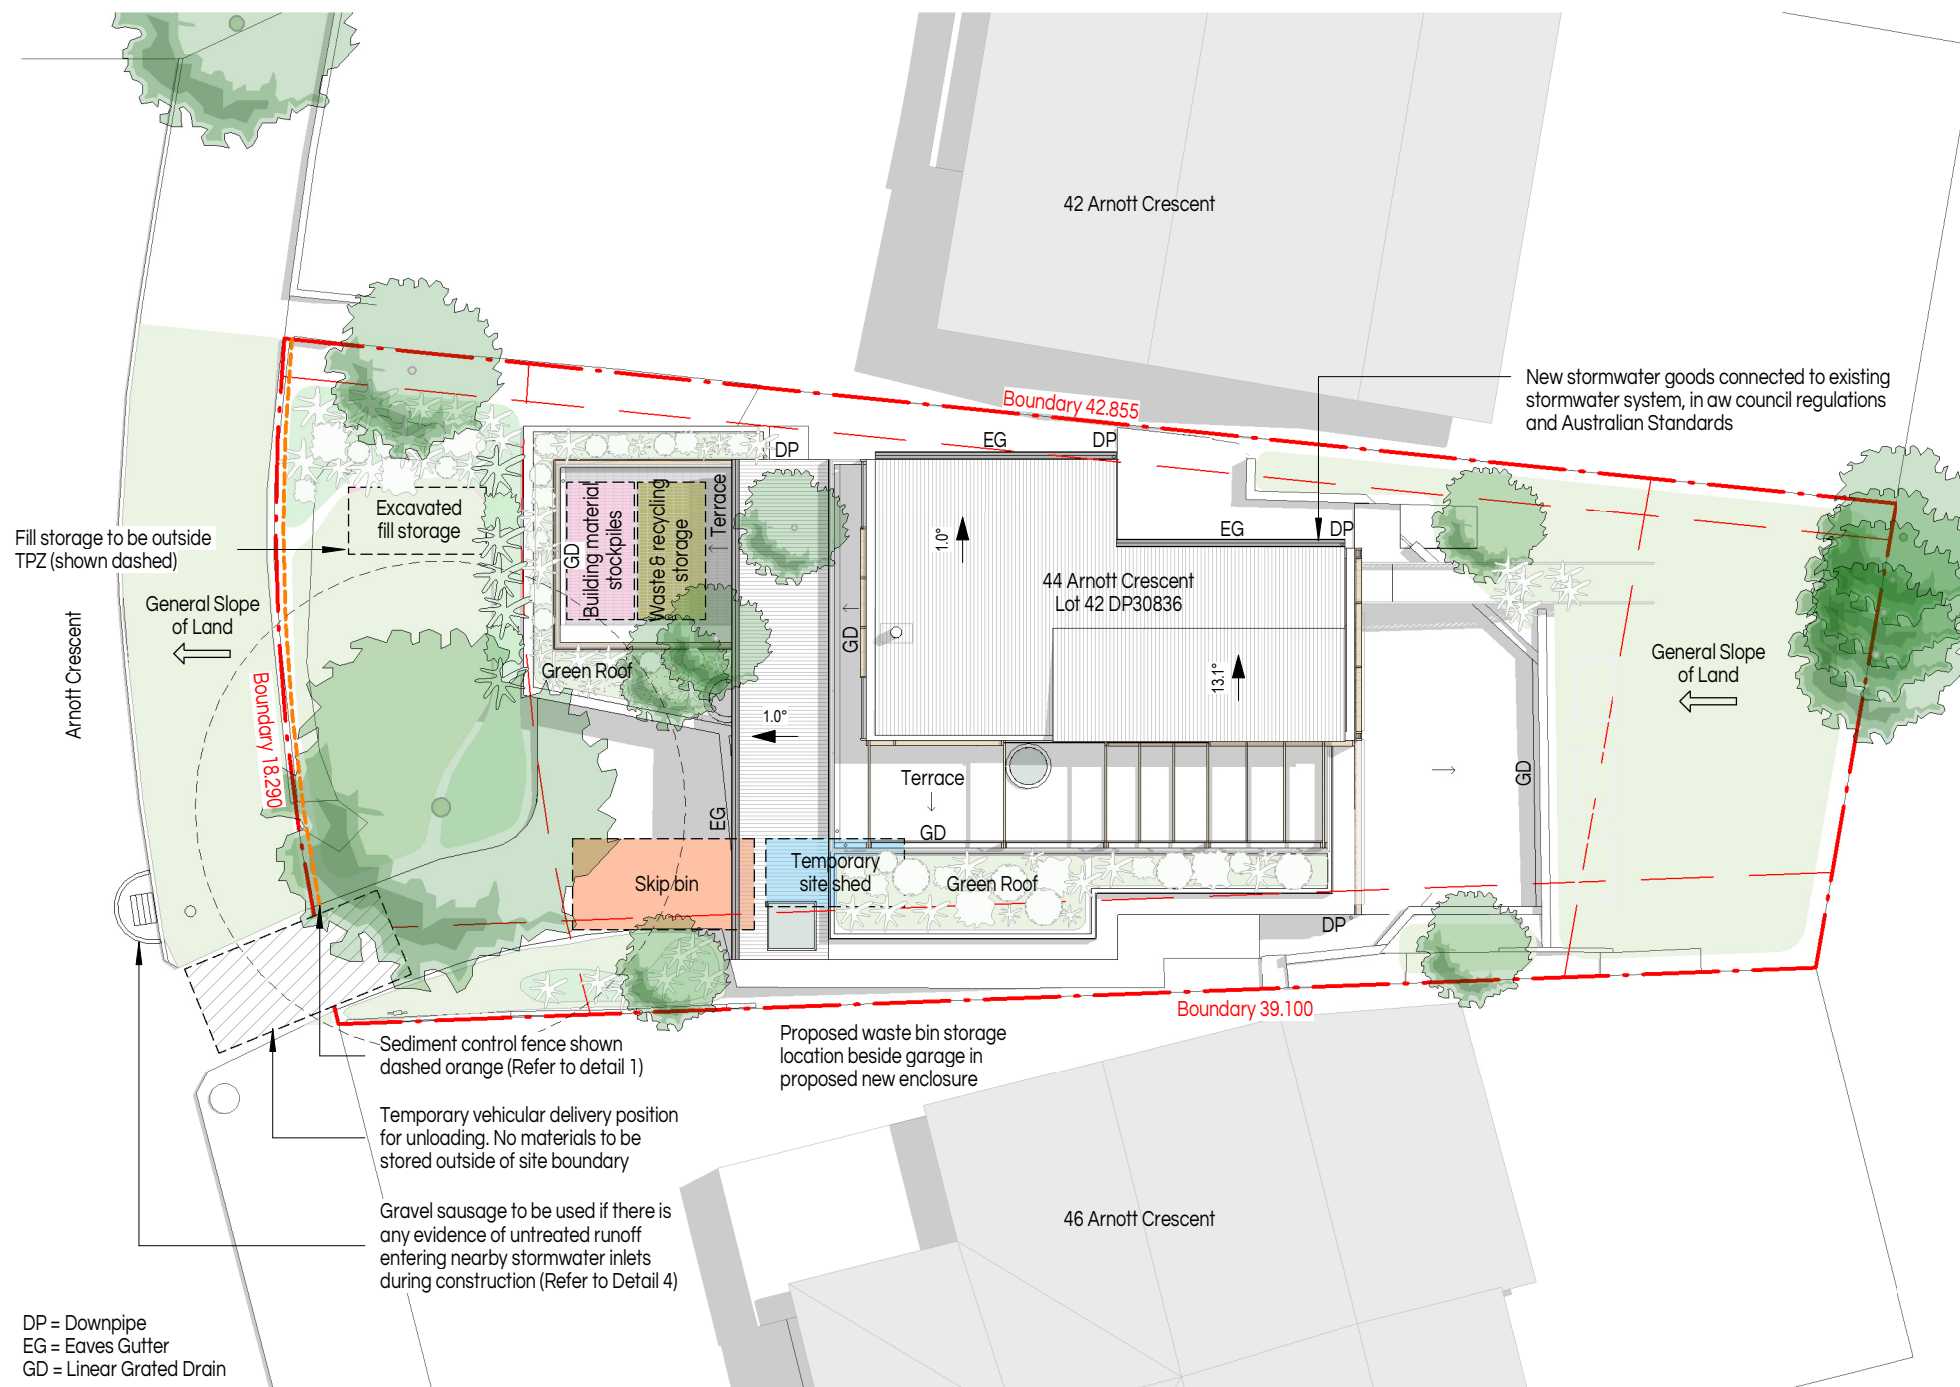 42 Arnott Crescent
New stormwater goods connected to existing
stormwater system, in aw council regulations
and Australian Standards
Boundary 42.855
EG
DP
DP
Excavated
fill storage
Fill storage to be outside
TPZ (shown dashed)
GD
Building material
stockpiles
Waste & recycling
storage
Terrace
1.0°
EG
DP
44 Arnott Crescent
Lot 42 DP30836
General Slope
of Land
Arnott Crescent
GD
Green Roof
13.1°
General Slope
of Land
Boundary 18.290
1.0°
EG
Terrace
GD
GD
Skip bin
Temporary
site shed
Green Roof
DP
Boundary 39.100
Sediment control fence shown
dashed orange (Refer to detail 1)
Proposed waste bin storage
location beside garage in
proposed new enclosure
Temporary vehicular delivery position
for unloading. No materials to be
stored outside of site boundary
Gravel sausage to be used if there is
any evidence of untreated runoff
entering nearby stormwater inlets
during construction (Refer to Detail 4)
46 Arnott Crescent
DP = Downpipe
EG = Eaves Gutter
GD = Linear Grated Drain